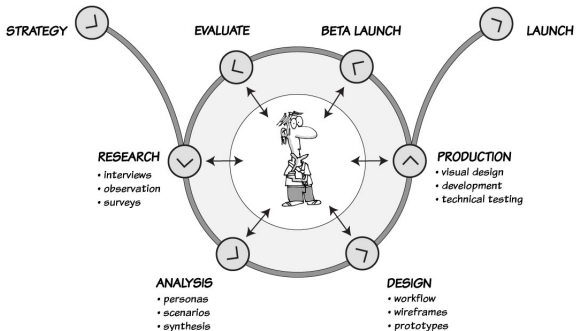 STRATEGY
EVALUATE
BETA LAUNCH
LAUNCH
RESEARCH
• interviews
• observation
• surveys
PRODUCTION
• visual design
• development
• technical testing
ANALYSIS
• personas
• scenarios
• synthesis
DESIGN
• workflow
• wireframes
• prototypes